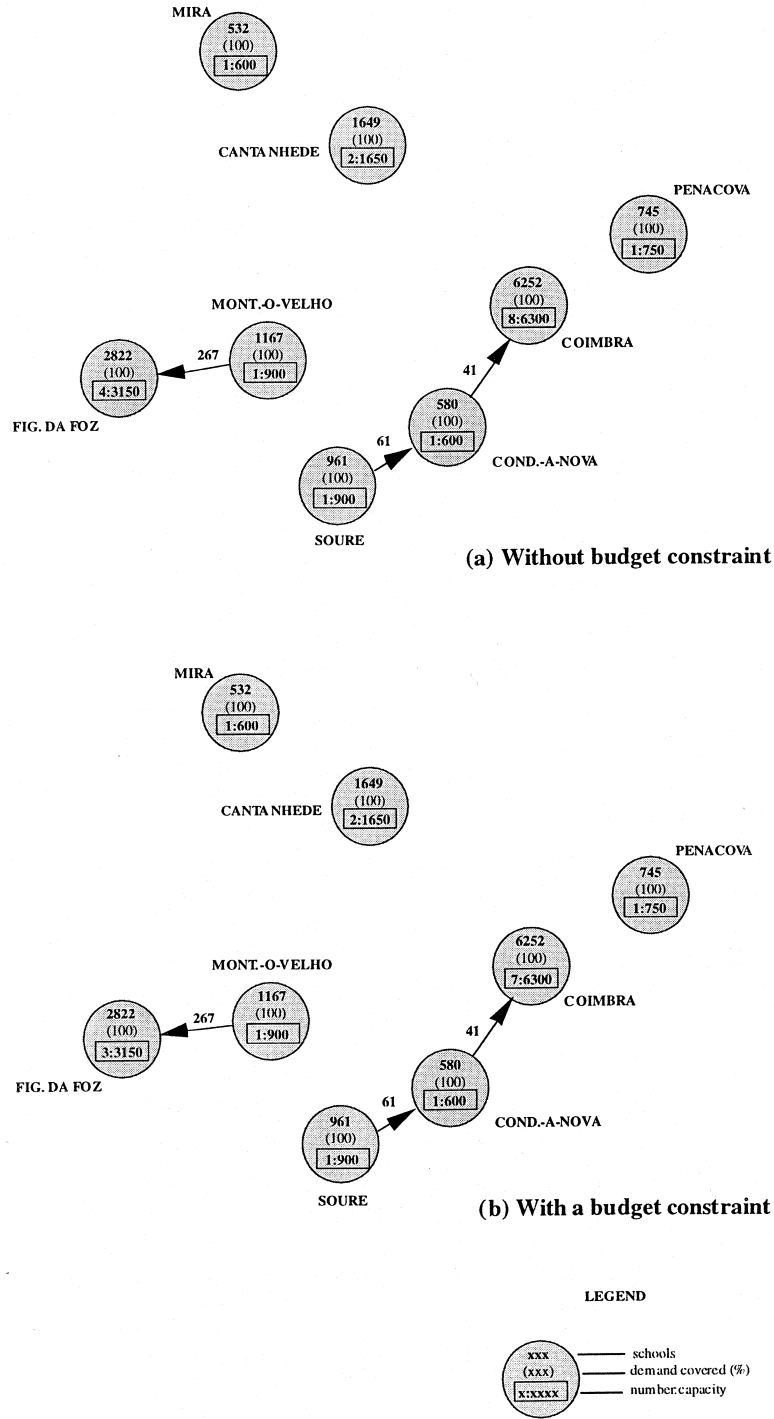 MIRA
532
(100)
1:600
1649
(100)
2:1650
CANTANHEDE
PENACOVA
745
(100)
1:750
6252
(100)
8:6300
COIMBRA
MONT.-O-VELHO
1167
(100)
1:900
267
2822
(100)
4:3150
FIG. DA FOZ
41
580
(100)
1:600
COND.-A-NOVA
61
961
(100)
1:900
SOURE
(a) Without budget constraint
MIRA
532
(100)
1:600
1649
(100)
2:1650
CANTANHEDE
PENACOVA
745
(100)
1:750
6252
(100)
7:6300
COIMBRA
MONT.-O-VELHO
1167
(100)
1:900
267
2822
(100)
3:3150
FIG. DA FOZ
41
580
(100)
1:600
COND.-A-NOVA
61
961
(100)
1:900
SOURE
(b) With a budget constraint
LEGEND
xxx
(xxx)
x:xxxx
schools
demand covered (%)
number:capacity